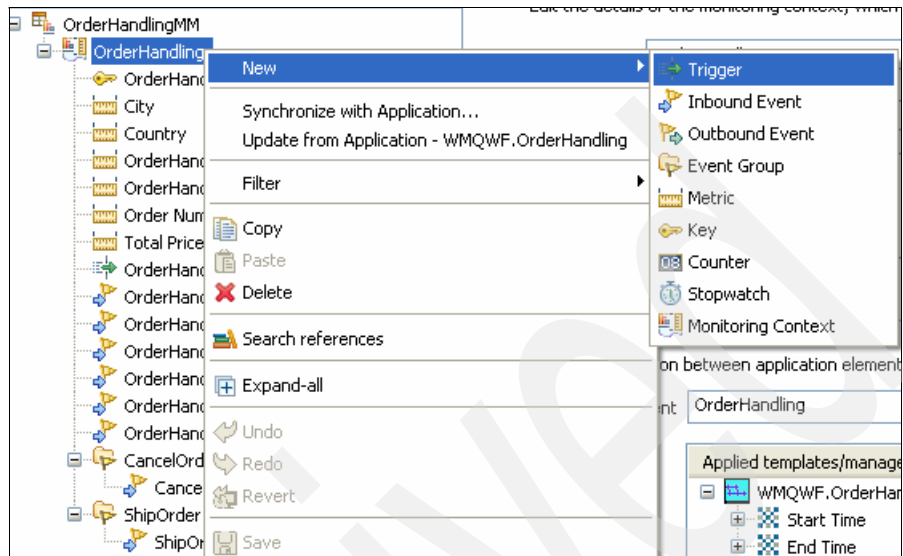 Edit the details of the monitoring context, which
OrderHandlingMM
OrderHandling
OrderHand
City
Country
OrderHand
OrderHand
Order Num
Total Price
OrderHand
OrderHand
OrderHand
OrderHand
OrderHand
OrderHand
OrderHand
CancelOrd
Cance
ShipOrder
ShipOr
New
Synchronize with Application...
Update from Application - WMQWF.OrderHandling
Filter
Copy
Paste
Delete
Search references
Expand-all
Undo
Redo
Revert
Save
Trigger
Inbound Event
Outbound Event
Event Group
Metric
Key
Counter
Stopwatch
Monitoring Context
on between application element
ent
OrderHandling
Applied templates/manage
WMQWF.OrderHan
Start Time
End Time